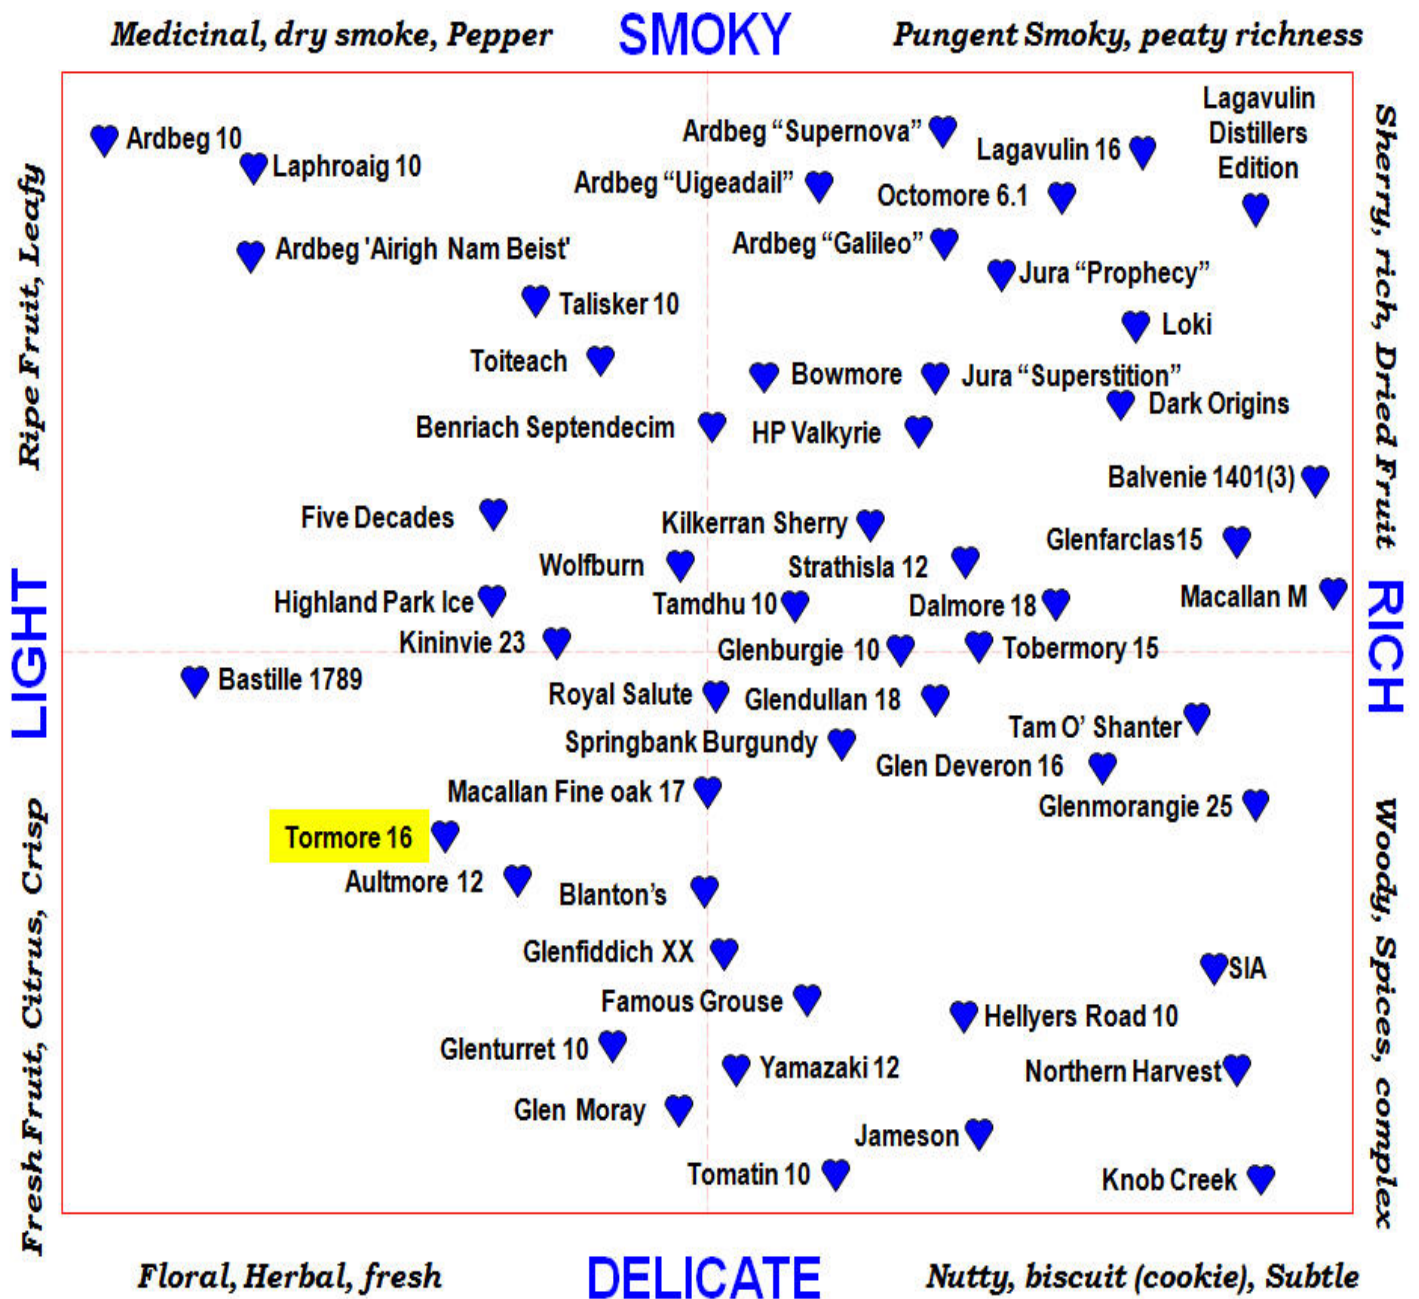 Medicinal, dry smoke, Pepper
SMOKY
Pungent Smoky, peaty richness
Ripe Fruit, Leafy
LIGHT
Fresh Fruit, Citrus, Crisp
Sherry, rich, Dried Fruit
RICH
Woody, Spices, complex
Lagavulin
Distillers
Edition
Ardbeg 10
Ardbeg “Supernova”
Lagavulin 16
Laphroaig 10
Ardbeg “Uigeadail”
Octomore 6.1
Ardbeg 'Airigh Nam Beist'
Ardbeg “Galileo”
Jura “Prophecy”
Talisker 10
Loki
Toiteach
Bowmore
Jura “Superstition”
Dark Origins
Benriach Septendecim
HP Valkyrie
Balvenie 1401(3)
Five Decades
Kilkerran Sherry
Glenfarclas15
Wolfburn
Strathisla 12
Highland Park Ice
Tamdhu 10
Dalmore 18
Macallan M
Kininvie 23
Glenburgie 10
Tobermory 15
Bastille 1789
Royal Salute
Glendullan 18
Tam O’ Shanter
Springbank Burgundy
Glen Deveron 16
Macallan Fine oak 17
Glenmorangie 25
Tormore 16
Aultmore 12
Blanton’s
Glenfiddich XX
SIA
Famous Grouse
Hellyers Road 10
Glenturret 10
Yamazaki 12
Northern Harvest
Glen Moray
Jameson
Tomatin 10
Knob Creek
Floral, Herbal, fresh
DELICATE
Nutty, biscuit (cookie), Subtle